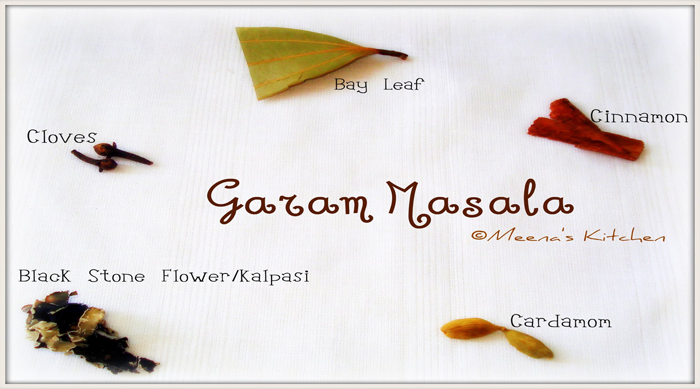 Bay Leaf
Cinnamon
Cloves
Garam Masala
©Meena's Kitchen
Black Stone Flower/Kalpasi
Cardamom